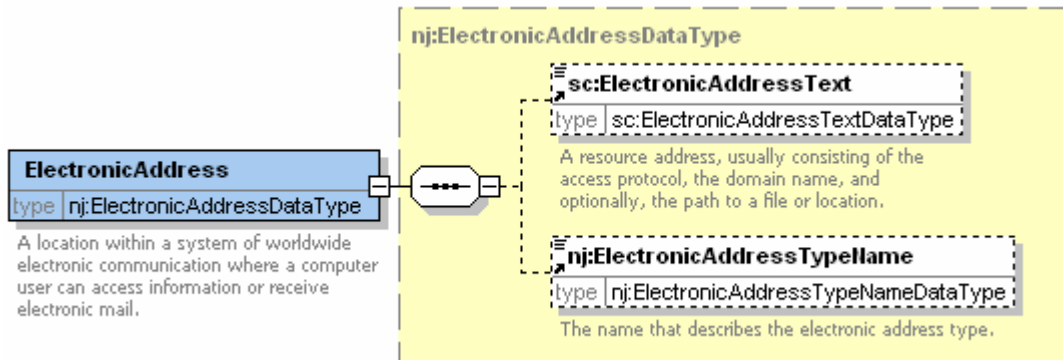 nj:ElectronicAddressDataType
sc:ElectronicAddressText
type sc:ElectronicAddressTextDataType
A resource address, usually consisting of the
access protocol, the domain name, and
optionally, the path to a file or location.
ElectronicAddress
type nj:ElectronicAddressDataType
A location within a system of worldwide
electronic communication where a computer
user can access information or receive
electronic mail.
nj:ElectronicAddressTypeName
type nj:ElectronicAddressTypeNameDataType
The name that describes the electronic address type.